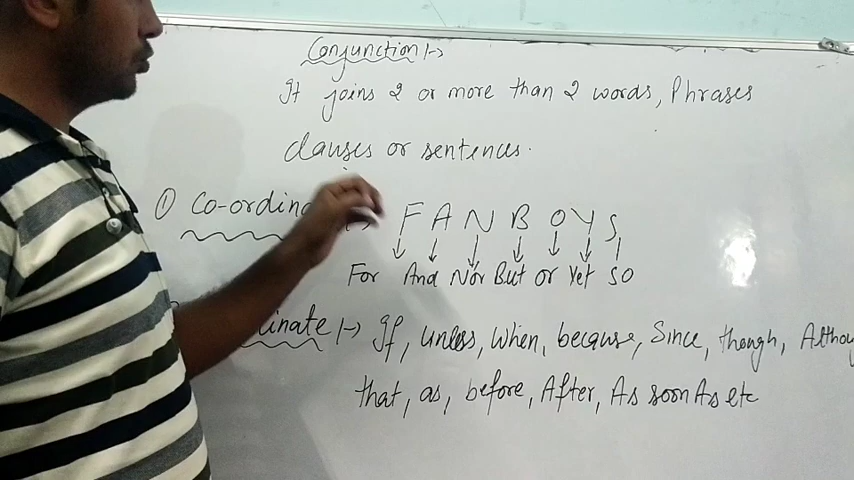 Conjunction :-
It joins 2 or more than 2 words, Phrases
clauses or sentences.
① Co-ordin
F A N B O Y S
For And Nor But or Yet SO
inate :-) If, unless, When, because, Since, though, Althou
that, as, before, After, As soon As etc